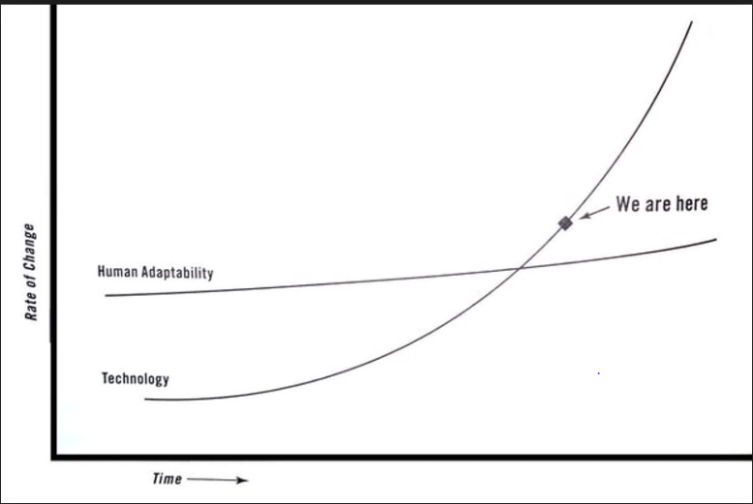 We are here
Human Adaptability
Rate of Change
Technology
Time